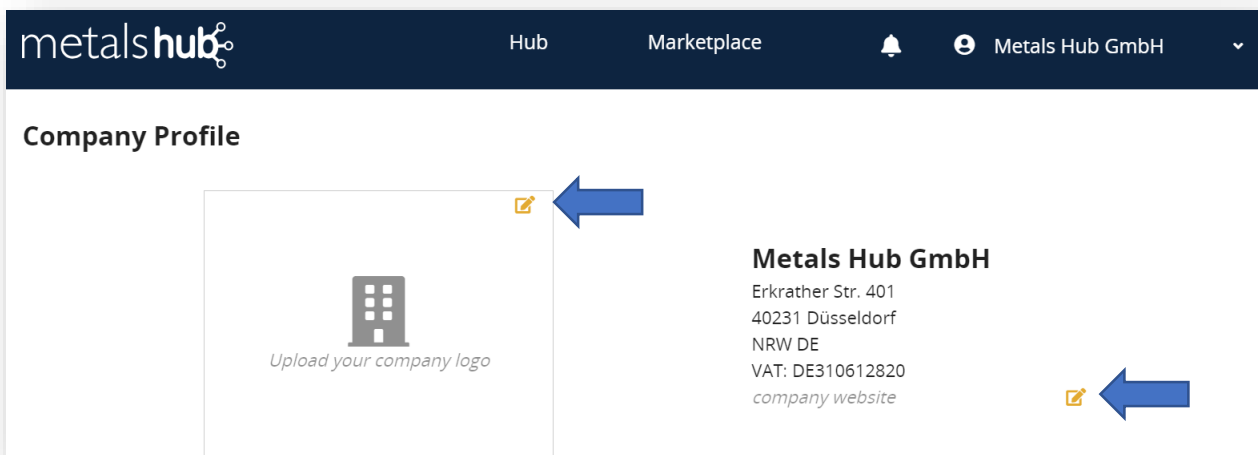 metalshub
Hub
Marketplace
Metals Hub GmbH
Company Profile
Upload your company logo
Metals Hub GmbH
Erkrather Str. 401
40231 Düsseldorf
NRW DE
VAT: DE310612820
company website